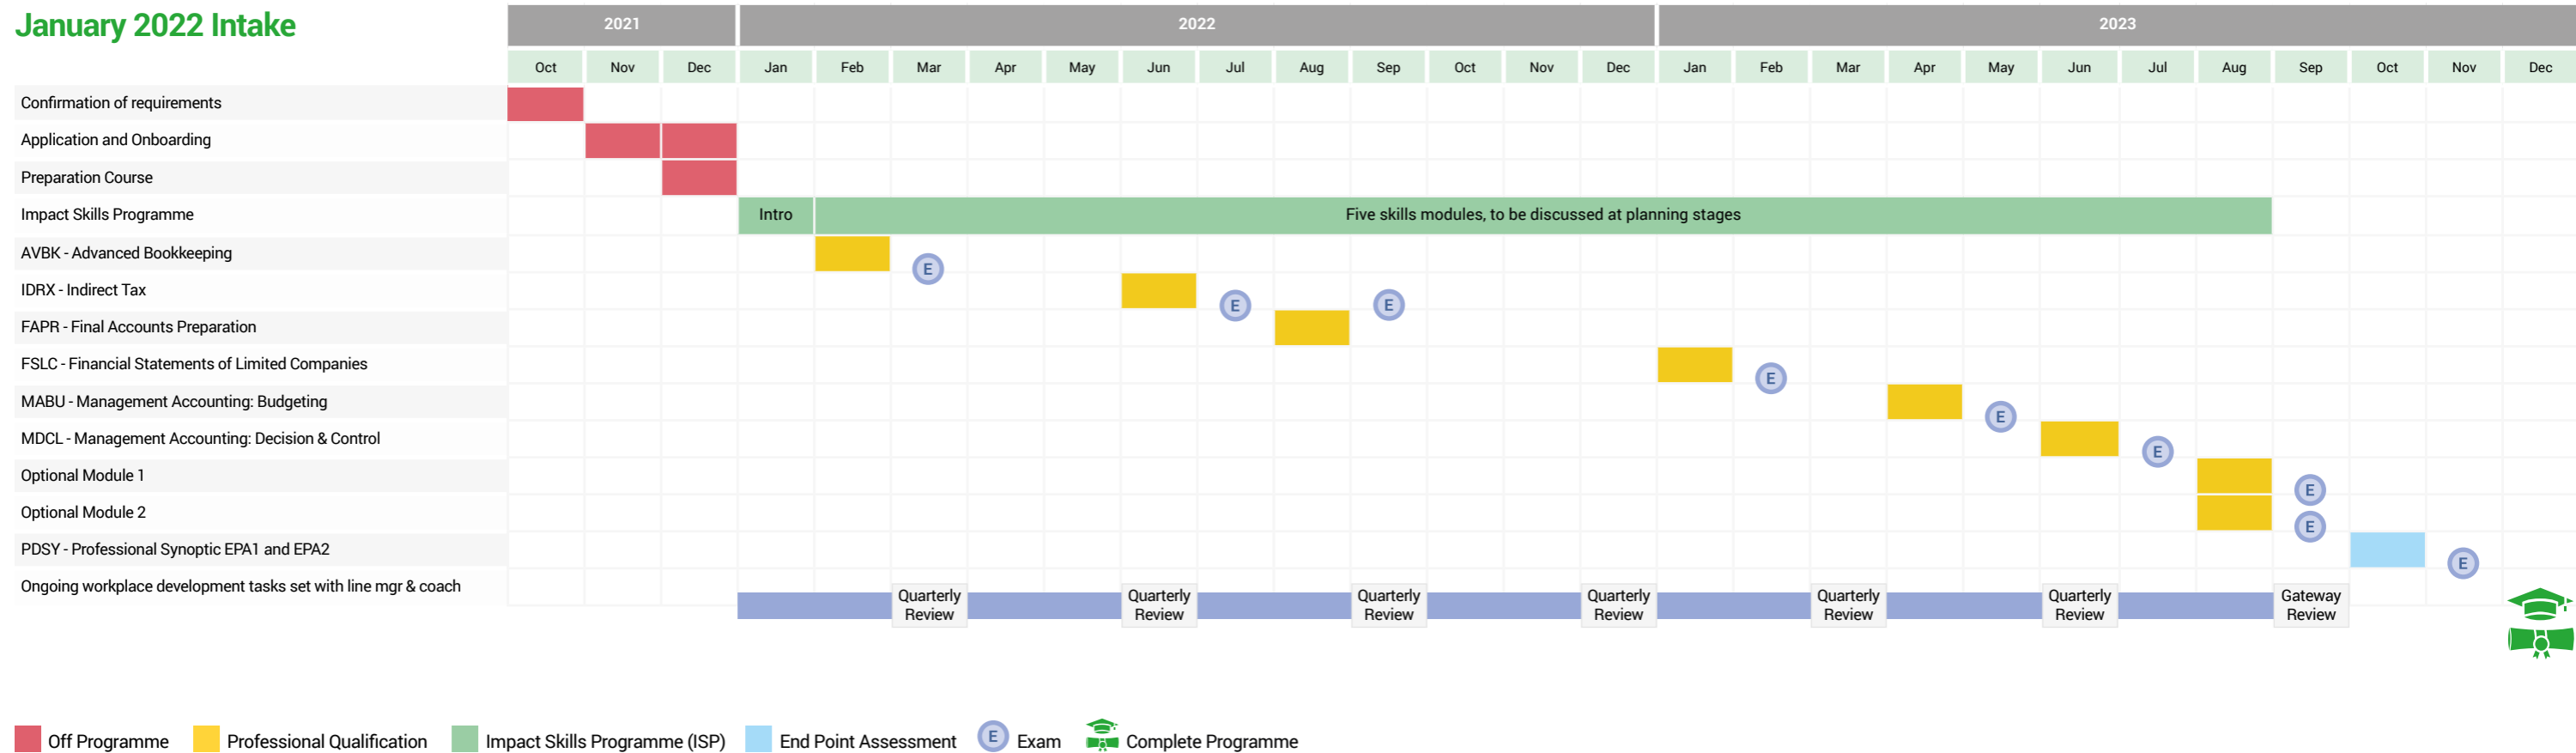 January 2022 Intake
2021 2022 2023
Oct Nov Dec Jan Feb Mar Apr May Jun Jul Aug Sep Oct Nov Dec Jan Feb Mar Apr May Jun Jul Aug Sep Oct Nov Dec
Confirmation of requirements
Application and Onboarding
Preparation Course
Impact Skills Programme Intro Five skills modules, to be discussed at planning stages
AVBK - Advanced Bookkeeping
E
IDRX - Indirect Tax
E E
FAPR - Final Accounts Preparation
FSLC - Financial Statements of Limited Companies
E
MABU - Management Accounting: Budgeting
E
MDCL - Management Accounting: Decision & Control
E
Optional Module 1
E
Optional Module 2
E
PDSY - Professional Synoptic EPA1 and EPA2
E
Ongoing workplace development tasks set with line mgr & coach
Quarterly Quarterly Quarterly Quarterly Quarterly Quarterly Gateway
Review Review Review Review Review Review Review
Off Programme Professional Qualification Impact Skills Programme (ISP) End Point Assessment E Exam Complete Programme